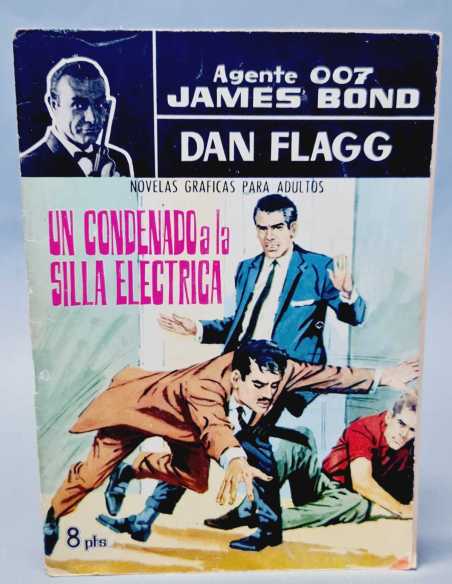 Agente 007
JAMES BOND
DAN FLAGG
NOVELAS GRAFICAS PARA ADULTOS
UN CONDENADO a la
SILLA ELECTRICA
8 pts